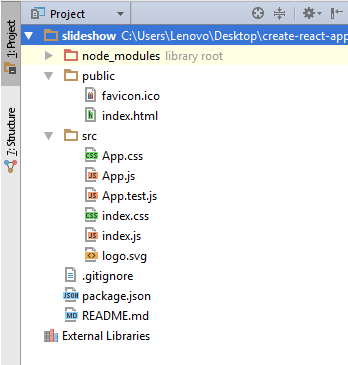 Project
slideshow C:\Users\Lenovo\Desktop\create-react-app
node_modules library root
public
favicon.ico
index.html
src
App.css
App.js
App.test.js
index.css
index.js
logo.svg
.gitignore
package.json
README.md
External Libraries
1: Project
7: Structure